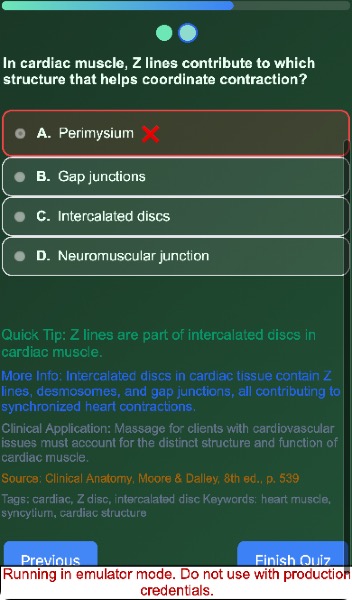 In cardiac muscle, Z lines contribute to which
structure that helps coordinate contraction?
A. Perimysium
B. Gap junctions
C. Intercalated discs
D. Neuromuscular junction
Quick Tip: Z lines are part of intercalated discs in
cardiac muscle.
More Info: Intercalated discs in cardiac tissue contain Z
lines, desmosomes, and gap junctions, all contributing to
synchronized heart contractions.
Clinical Application: Massage for clients with cardiovascular
issues must account for the distinct structure and function of
cardiac muscle.
Source: Clinical Anatomy, Moore & Dalley, 8th ed., p. 539
Tags: cardiac, Z disc, intercalated disc Keywords: heart muscle,
syncytium, cardiac structure
Previous
Finish Quiz
Running in emulator mode. Do not use with production
credentials.